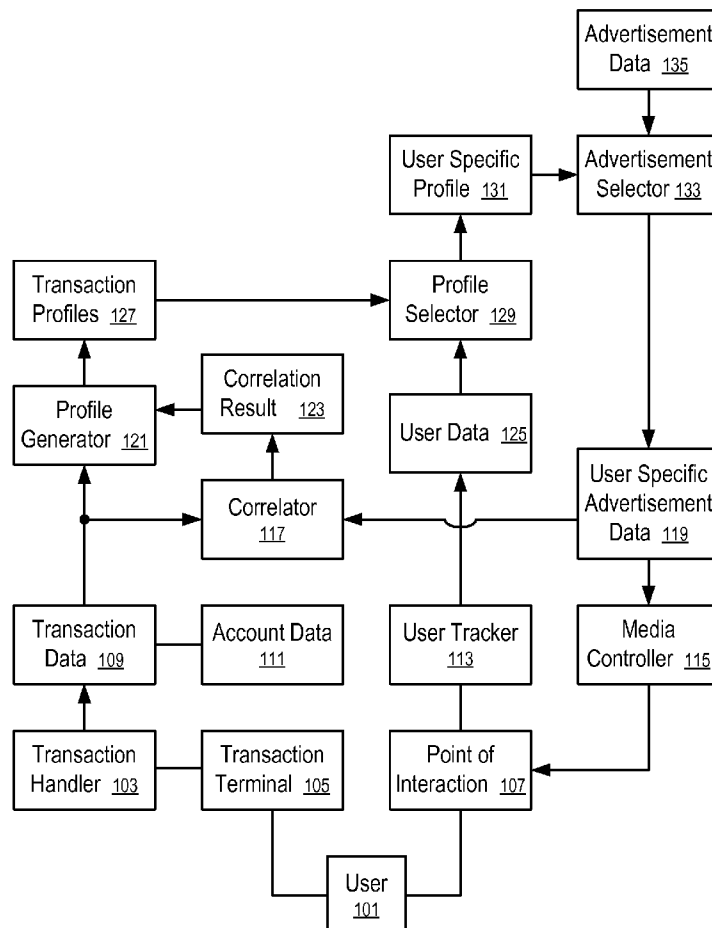 Advertisement
Data 135
User Specific
Profile 131
Advertisement
Selector 133
Transaction
Profiles 127
Profile
Selector 129
Profile
Generator 121
Correlation
Result 123
User Data 125
Correlator
117
User Specific
Advertisement
Data 119
Transaction
Data 109
Account Data
111
User Tracker
113
Media
Controller 115
Transaction
Handler 103
Transaction
Terminal 105
Point of
Interaction 107
User
101